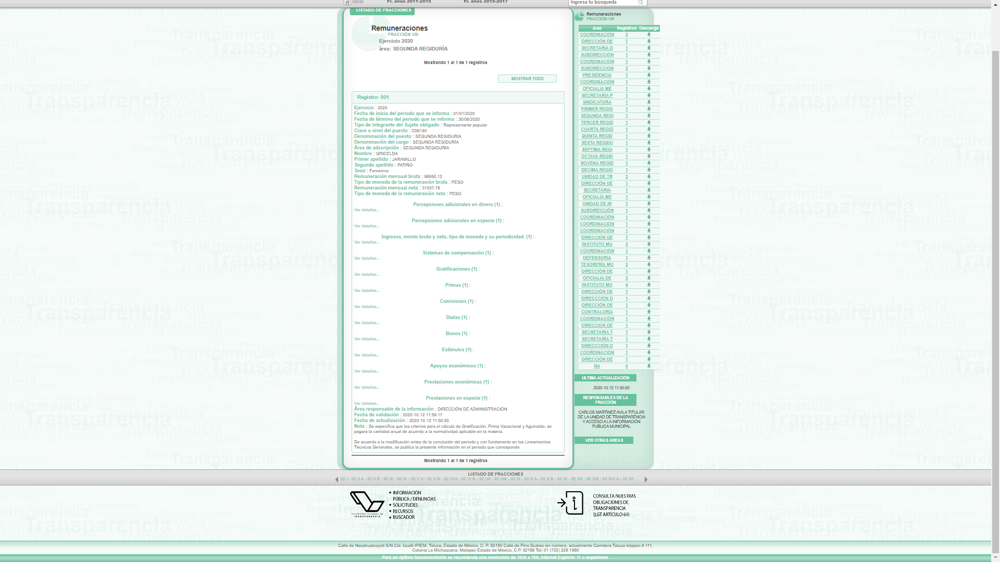 Inicio
Fr. años 2011-2015
Fr. años 2015-2017
Ingresa tu búsqueda
LISTADO DE FRACCIONES
Remuneraciones
FRACCIÓN VIII
Ejercicio 2020
área: SEGUNDA REGIDURÍA
Mostrando 1 al 1 de 1 registros
MOSTRAR TODO
Registro: 001
Ejercicio : 2020
Fecha de inicio del periodo que se informa : 01/01/2020
Fecha de término del periodo que se informa : 30/06/2020
Tipo de integrante del Sujeto obligado : Representante popular
Clave o nivel del puesto : C06140
Denominación del puesto : SEGUNDA REGIDURÍA
Denominación del cargo : SEGUNDA REGIDURÍA
Área de adscripción : SEGUNDA REGIDURÍA
Nombre : GRICELDA
Primer apellido : JARAMILLO
Segundo apellido : PATIÑO
Sexo : Femenino
Remuneración mensual bruta : 56950.12
Tipo de moneda de la remuneración bruta : PESO
Remuneración mensual neta : 31557.78
Tipo de moneda de la remuneración neta : PESO
Percepciones adicionales en dinero (1) :
Ver detalles...
Percepciones adicionales en especie (1) :
Ver detalles...
Ingresos, monto bruto y neto, tipo de moneda y su periodicidad. (1) :
Ver detalles...
Sistemas de compensación (1) :
Ver detalles...
Gratificaciones (1) :
Ver detalles...
Primas (1) :
Ver detalles...
Comisiones (1) :
Ver detalles...
Dietas (1) :
Ver detalles...
Bonos (1) :
Ver detalles...
Estímulos (1) :
Ver detalles...
Apoyos económicos (1) :
Ver detalles...
Prestaciones económicas (1) :
Ver detalles...
Prestaciones en especie (1) :
Ver detalles...
Área responsable de la información : DIRECCIÓN DE ADMINISTRACIÓN
Fecha de validación : 2020-10-12 11:59:17
Fecha de actualización : 2020-10-12 11:50:50
Nota : Se especifica que los criterios para el cálculo de Gratificación, Prima Vacacional y Aguinaldo, se
pagará la cantidad anual de acuerdo a la normatividad aplicable en la materia.
De acuerdo a la modificación antes de la conclusión del periodo y con fundamento en los Lineamientos
Técnicos Generales, se publica la presente información en el periodo que corresponde.
Mostrando 1 al 1 de 1 registros
Remuneraciones
FRACCIÓN VIII
área Registros Descarga
COORDINACIÓN 2
DIRECCIÓN DE 7
SECRETARIA D 1
SUBDIRECCIÓN 1
COORDINACIÓN 1
SUBDIRECCION 2
PRESIDENCIA 1
COORDINACIÓN 1
OFICIALIA ME 1
SECRETARIA P 1
SINDICATURA 1
PRIMER REGID 1
SEGUNDA REGI 1
TERCER REGID 1
CUARTA REGID 1
QUINTA REGID 1
SEXTA REGIDU 1
SEPTIMA REGI 1
OCTAVA REGID 1
NOVENA REGID 1
DECIMA REGID 1
UNIDAD DE TR 3
DIRECCIÓN GE 1
SECRETARIA 1
OFICIALÍA ME 1
UNIDAD DE IN 1
SUBDIRECCIÓN 1
COORDINACIÓN 1
COORDINACIÓN 1
COORDINACIÓN 1
DIRECCION GE 7
INSTITUTO MU 2
COORDINACIÓN 1
DEFENSORIA 1
TESORERÍA MU 2
DIRECCIÓN DE 1
OFICIALIA DE 2
INSTITUTO MU 4
DIRECCIÓN DE 1
DIRECCCIÓN D 1
DIRECCIÓN DE 1
CONTRALORÍA 1
COORDINACIÓN 1
DIRECCION DE 1
SECRETARIA T 1
SECRETARÍA T 1
DIRECCCIÓN D 1
COORDINACIÓN 1
DIRECCIÓN DE 1
NA 0
ULTIMA ACTUALIZACIÓN
2020-10-12 11:50:50
RESPONSABLES DE LA
FRACCIÓN
CARLOS MARTINEZ AVILA TITULAR
DE LA UNIDAD DE TRANSPARENCIA
Y ACCESO A LA INFORMACIÓN
PUBLICA MUNICIPAL
VER OTRAS AREAS
LISTADO DE FRACCIONES
92 I - 92 II A - 92 II B - 92 III - 92 IV - 92 V A - 92 V B - 92 VI A - 92 VI B - 92 VII - 92 VIII - 92 IX - 92 X A - 92 X B - 92 XI - 92 XII - 92 XIII - 92 XIV A - 92 XIV
PLATAFORMA NACIONAL DE
TRANSPARENCIA
• INFORMACIÓN
PÚBLICA / DENUNCIAS
• SOLICITUDES
• RECURSOS
• BUSCADOR
CONSULTA NUESTRAS
OBLIGACIONES DE
TRANSPARENCIA
(LGT ARTÍCULO 64)
Calle de Nezahualcoyotl S/N Col. Izcalli IPIEM, Toluca, Estado de México. C. P. 50150 Calle de Pino Suárez sin número, actualmente Carretera Toluca-Ixtapan # 111,
Colonia La Michoacana; Metepec Estado de México, C.P. 52166 Tel: 01 (722) 226 1980
Para un óptimo funcionamiento se recomienda una resolución de 1024 x 768, Internet Explorer 11 o superiores.